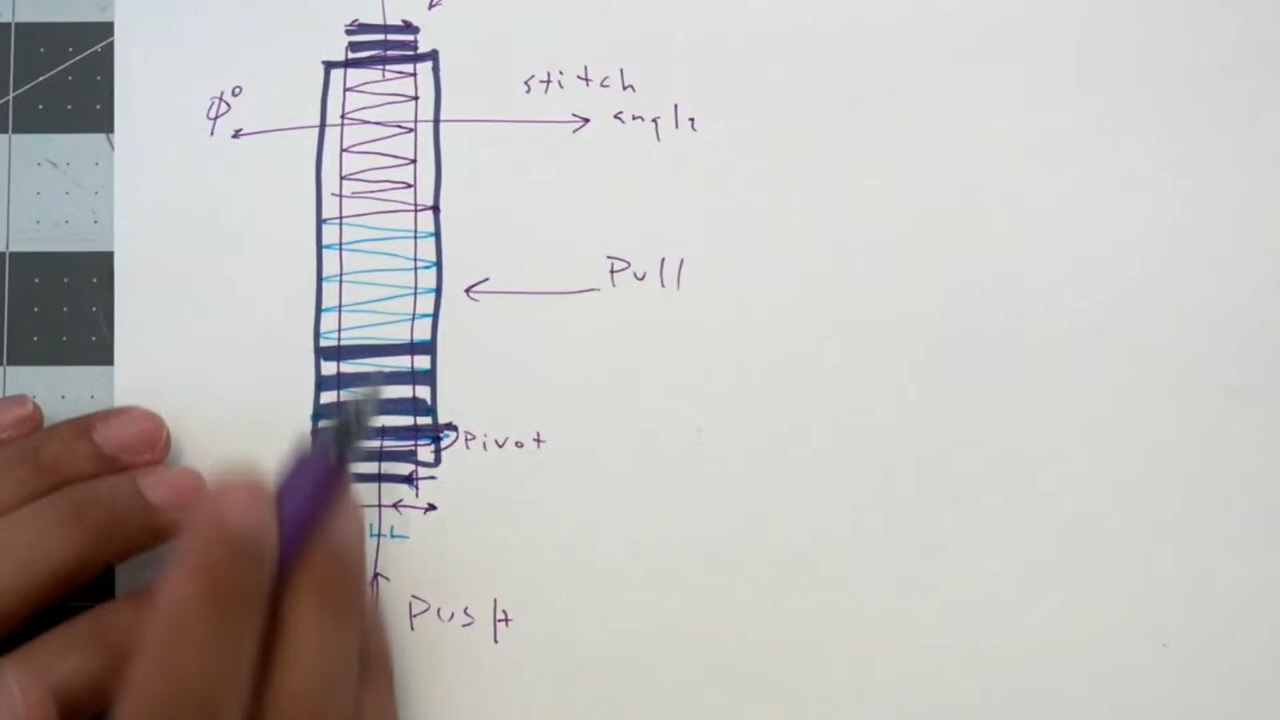 stitch
ϕ° angle
Pull
Pivot
Push